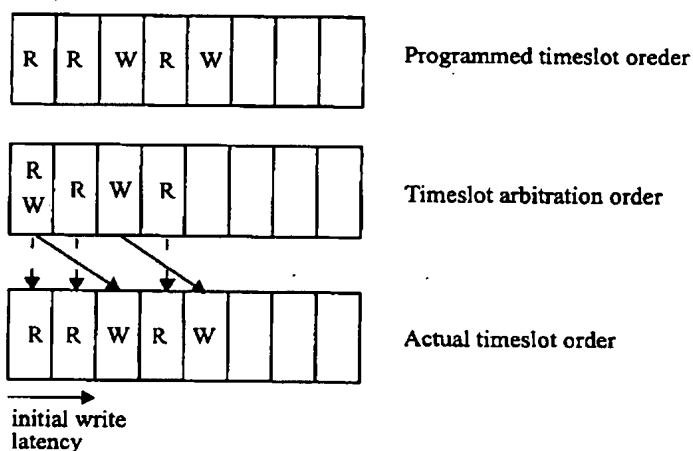 R R W R W
Programmed timeslot oreder
R
W R W R
Timeslot arbitration order
R R W R W
Actual timeslot order
initial write
latency